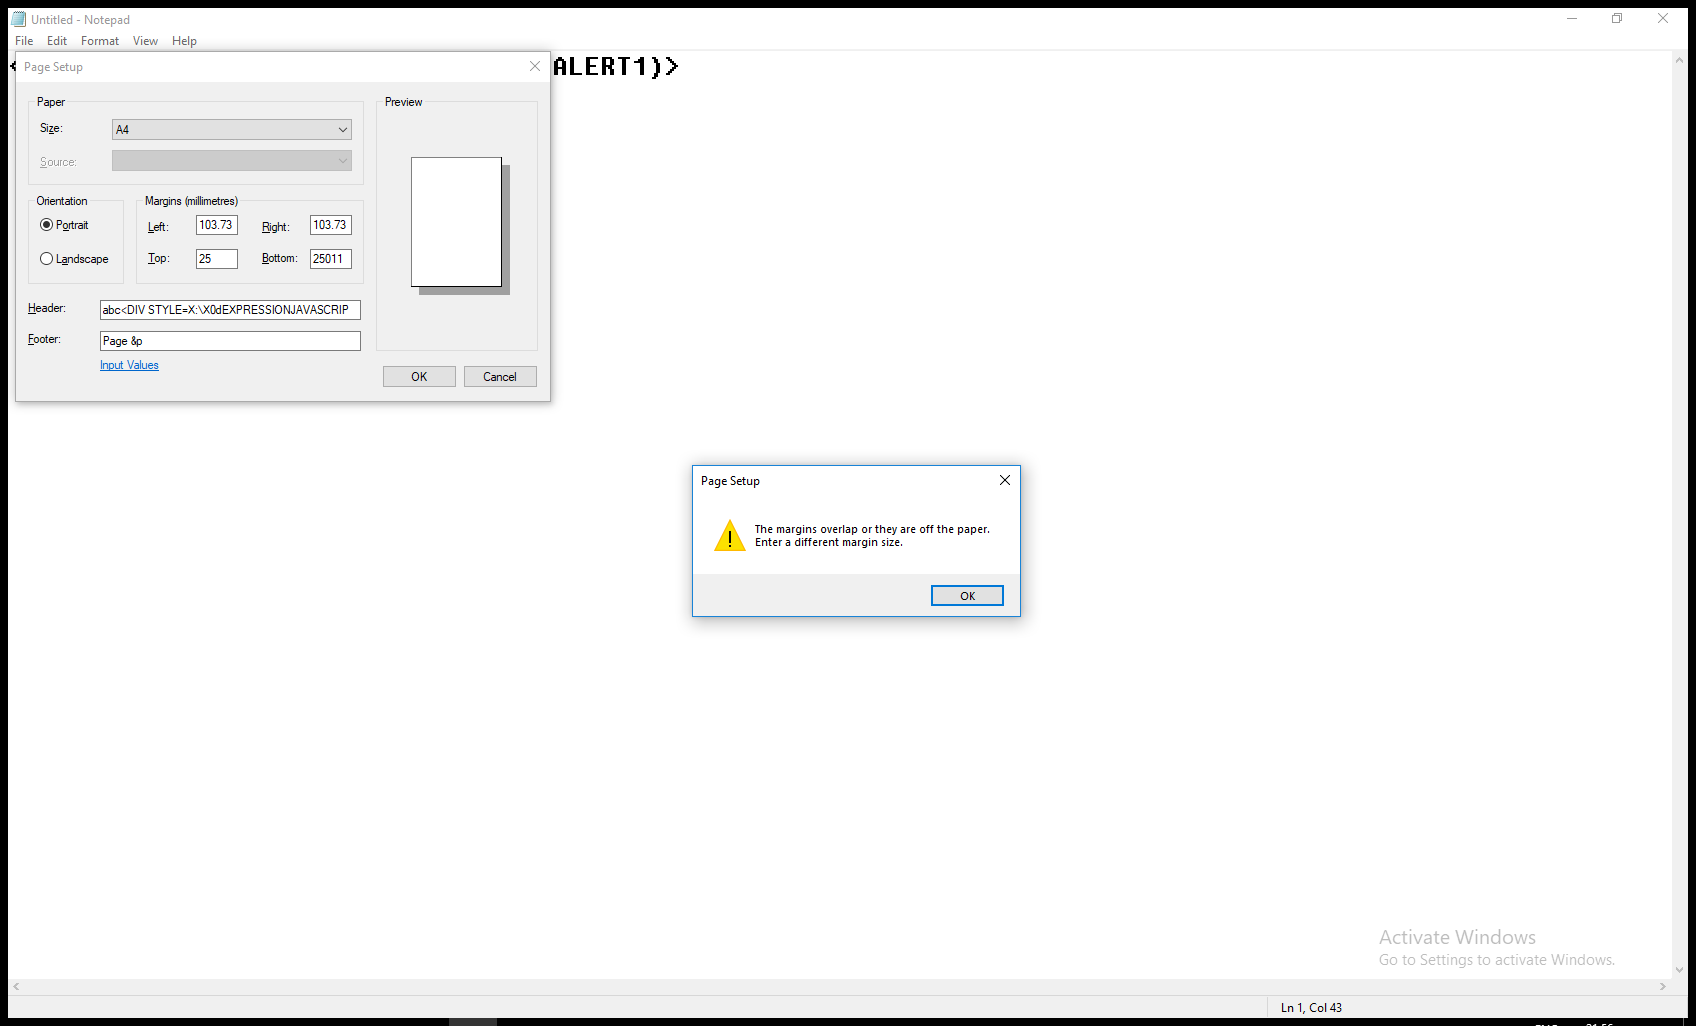 Untitled - Notepad
File Edit Format View Help
ALERT1)>
Page Setup
Paper
Size: A4
Source:
Orientation
Portrait
Landscape
Margins (millimetres)
Left: 103.73 Right: 103.73
Top: 25 Bottom: 25011
Header: abc<DIV STYLE=X:\X0dEXPRESSIONJAVASCRIP
Footer: Page &p
Input Values
Preview
OK Cancel
Page Setup
The margins overlap or they are off the paper.
Enter a different margin size.
OK
Activate Windows
Go to Settings to activate Windows.
Ln 1, Col 43